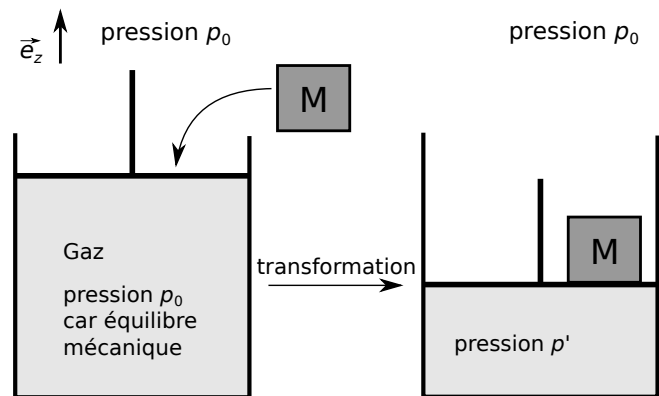 pression p₀
pression p₀
e⃗z
M
Gaz
pression p₀
car équilibre
mécanique
transformation
M
pression p'